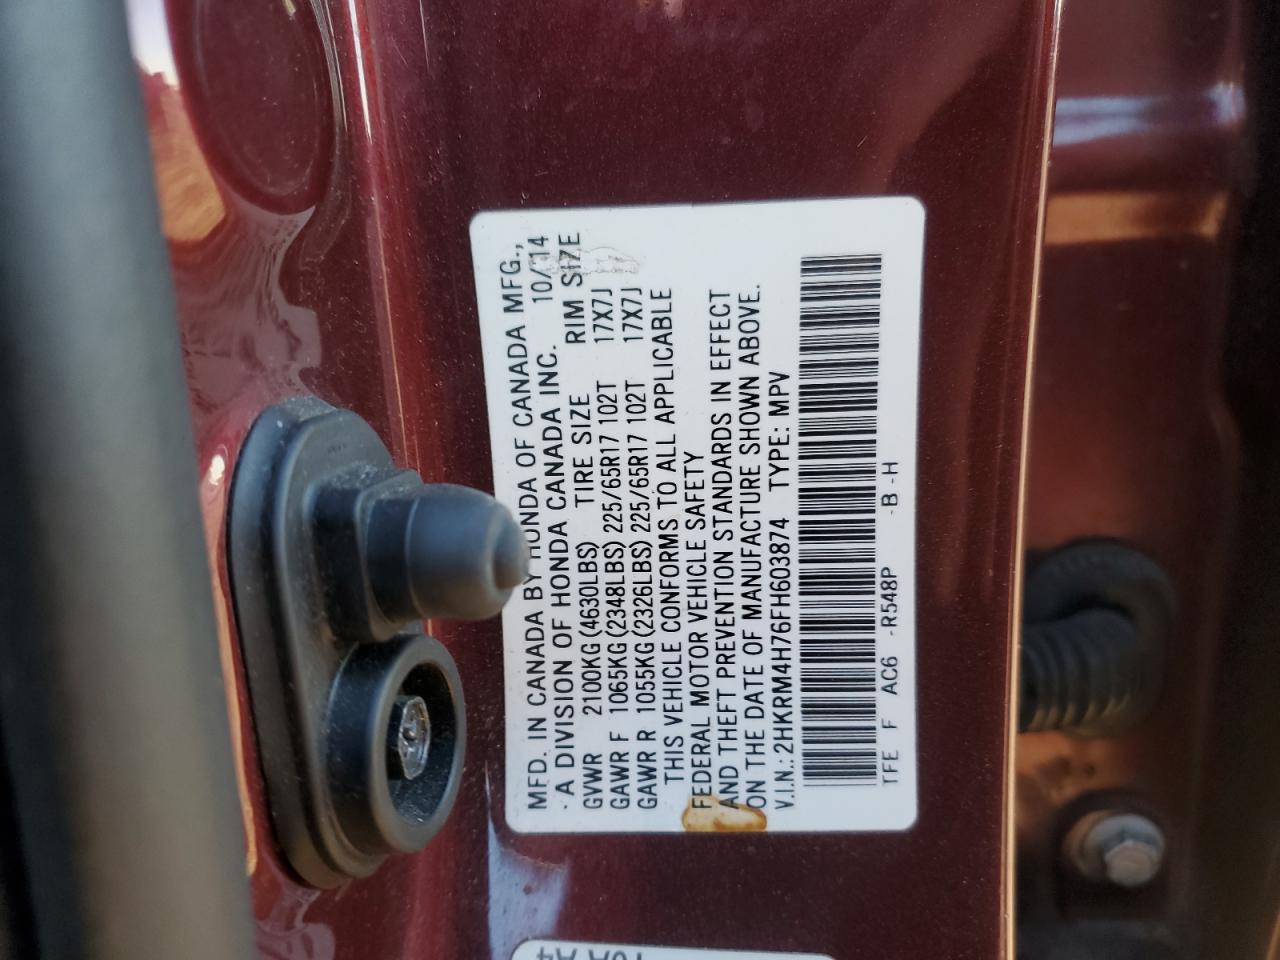 MFD. IN CANADA BY HONDA OF CANADA MFG.,
A DIVISION OF HONDA CANADA INC. 10/14
GVWR 2100KG (4630LBS) TIRE SIZE RIM SIZE
GAWR F 1065KG (2348LBS) 225/65R17 102T 17X7J
GAWR R 1055KG (2326LBS) 225/65R17 102T 17X7J
THIS VEHICLE CONFORMS TO ALL APPLICABLE
FEDERAL MOTOR VEHICLE SAFETY
AND THEFT PREVENTION STANDARDS IN EFFECT
ON THE DATE OF MANUFACTURE SHOWN ABOVE.
V.I.N.: 2HKRM4H76FH603874 TYPE: MPV
TFE F AC6 -R548P -B -H